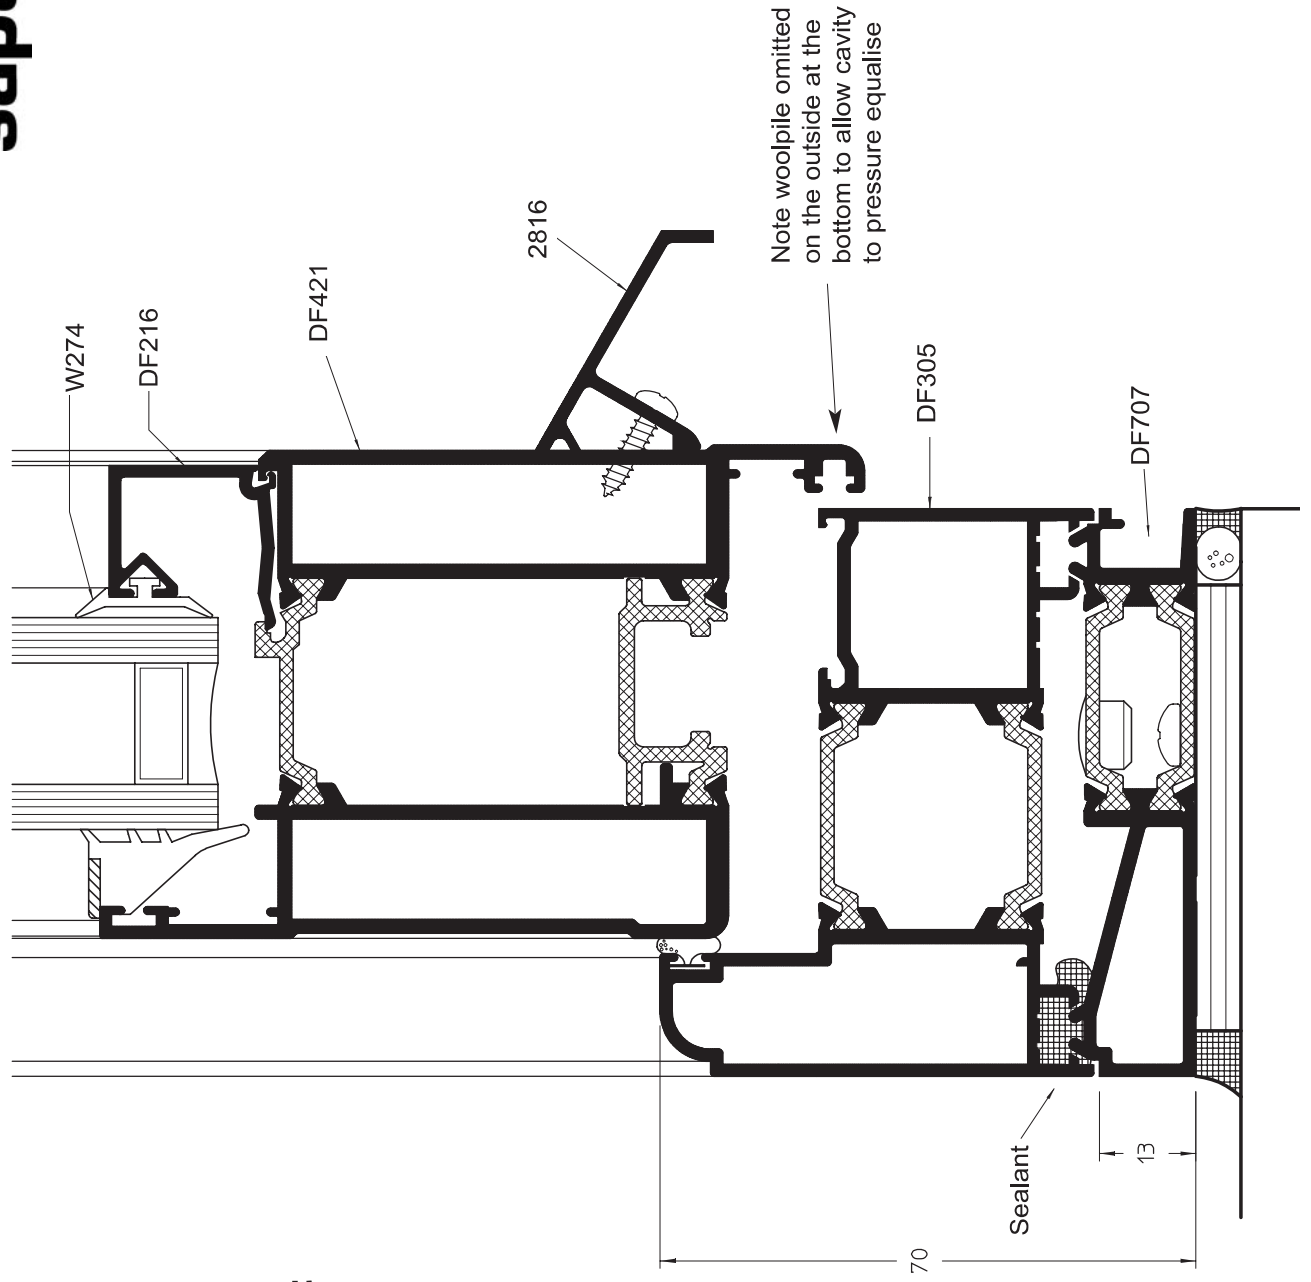 W274
DF216
DF421
2816
Note woolpile omitted
on the outside at the
bottom to allow cavity
to pressure equalise
DF305
DF707
Sealant
13
70